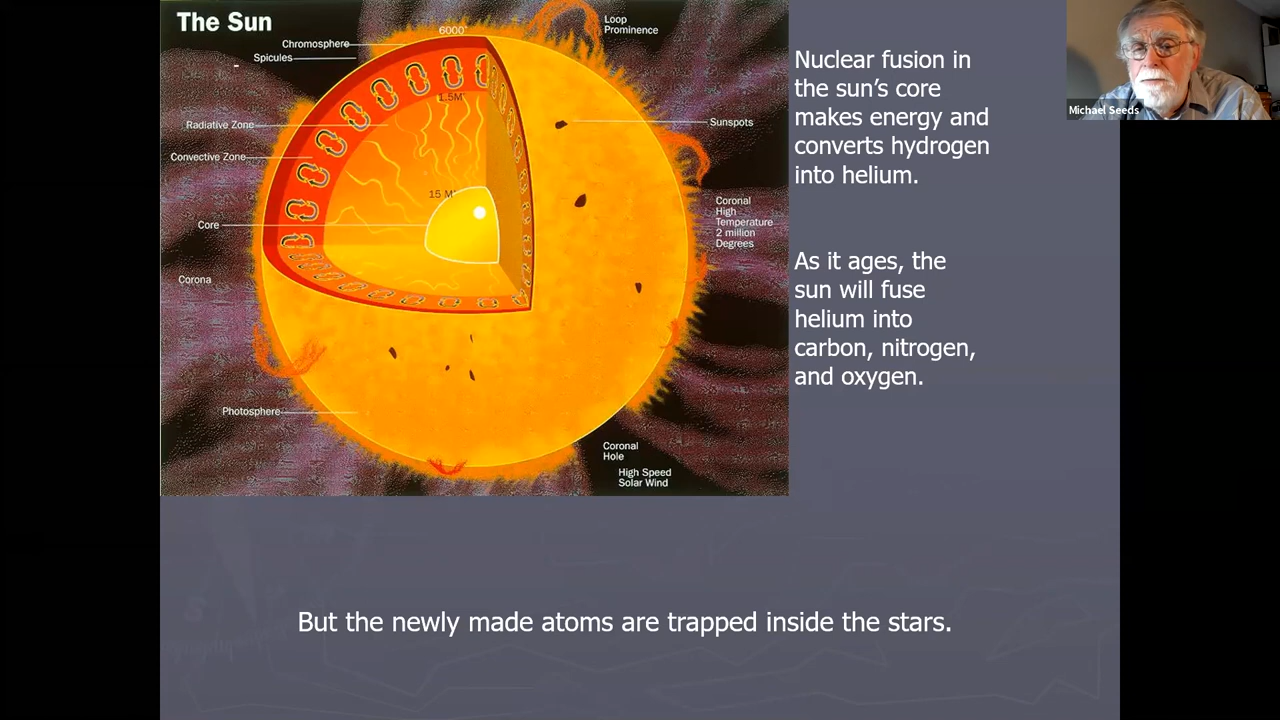 The Sun
Loop
Prominence
6000°
Chromosphere
Spicules
1.5M°
Radiative Zone
Sunspots
Convective Zone
15 M°
Coronal
High
Temperature
2 million
Degrees
Core
Corona
Photosphere
Coronal
Hole
High Speed
Solar Wind
Nuclear fusion in
the sun’s core
makes energy and
converts hydrogen
into helium.
As it ages, the
sun will fuse
helium into
carbon, nitrogen,
and oxygen.
But the newly made atoms are trapped inside the stars.
Michael Seeds